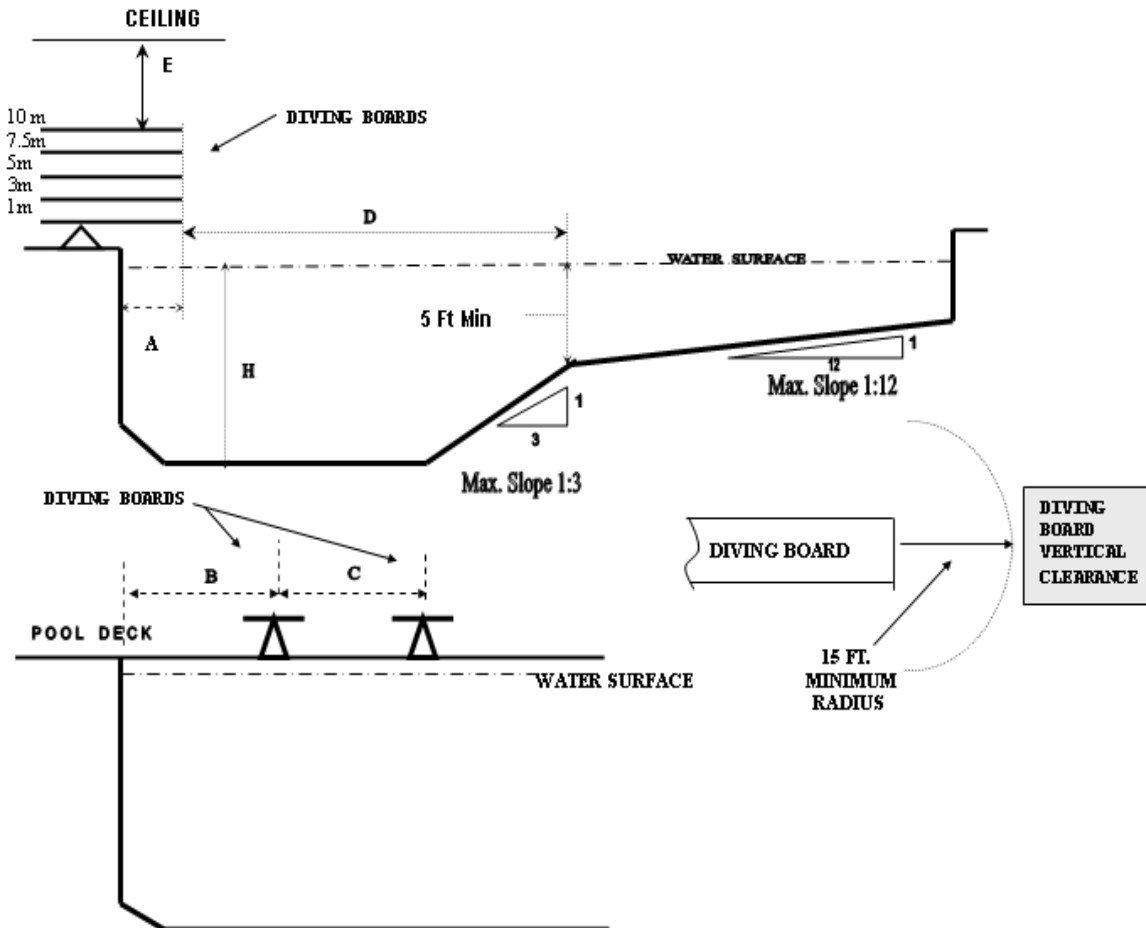 CEILING
E
10 m
7.5m
5m
3m
1m
DIVING BOARDS
D
WATER SURFACE
A
H
5 Ft Min
1
3
Max. Slope 1:3
1
12
Max. Slope 1:12
DIVING BOARDS
B
C
POOL DECK
WATER SURFACE
DIVING BOARD
DIVING
BOARD
VERTICAL
CLEARANCE
15 FT.
MINIMUM
RADIUS